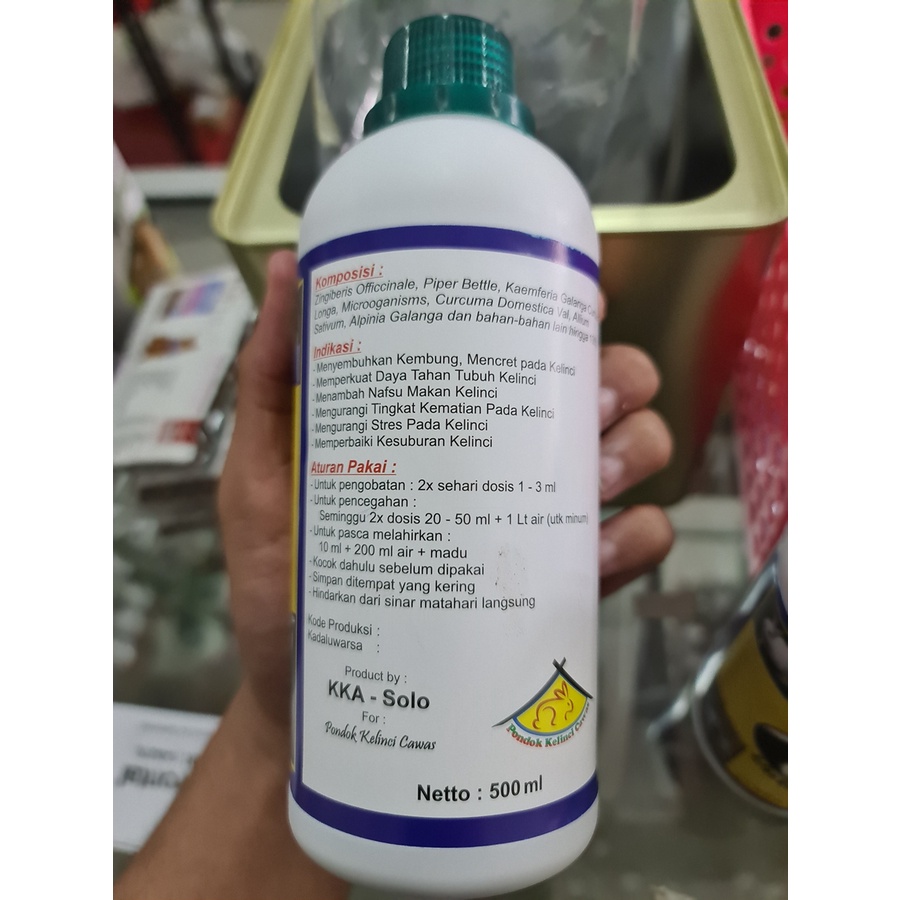 Komposisi :
Zingiberis Officcinale, Piper Bettle, Kaemferia Galanga
Longa, Microoganisms, Curcuma Domestica Val, Allium
Sativum, Alpinia Galanga dan bahan-bahan lain hingga
Indikasi :
-Menyembuhkan Kembung, Mencret pada Kelinci
-Memperkuat Daya Tahan Tubuh Kelinci
-Menambah Nafsu Makan Kelinci
-Mengurangi Tingkat Kematian Pada Kelinci
-Mengurangi Stres Pada Kelinci
-Memperbaiki Kesuburan Kelinci
Aturan Pakai :
-Untuk pengobatan : 2x sehari dosis 1 - 3 ml
-Untuk pencegahan :
Seminggu 2x dosis 20 - 50 ml + 1 Lt air (utk minum)
-Untuk pasca melahirkan :
10 ml + 200 ml air + madu
-Kocok dahulu sebelum dipakai
-Simpan ditempat yang kering
-Hindarkan dari sinar matahari langsung
Kode Produksi :
Kadaluwarsa :
Product by :
KKA - Solo
For :
Pondok Kelinci Cawas
Pondok Kelinci Cawas
Netto : 500 ml